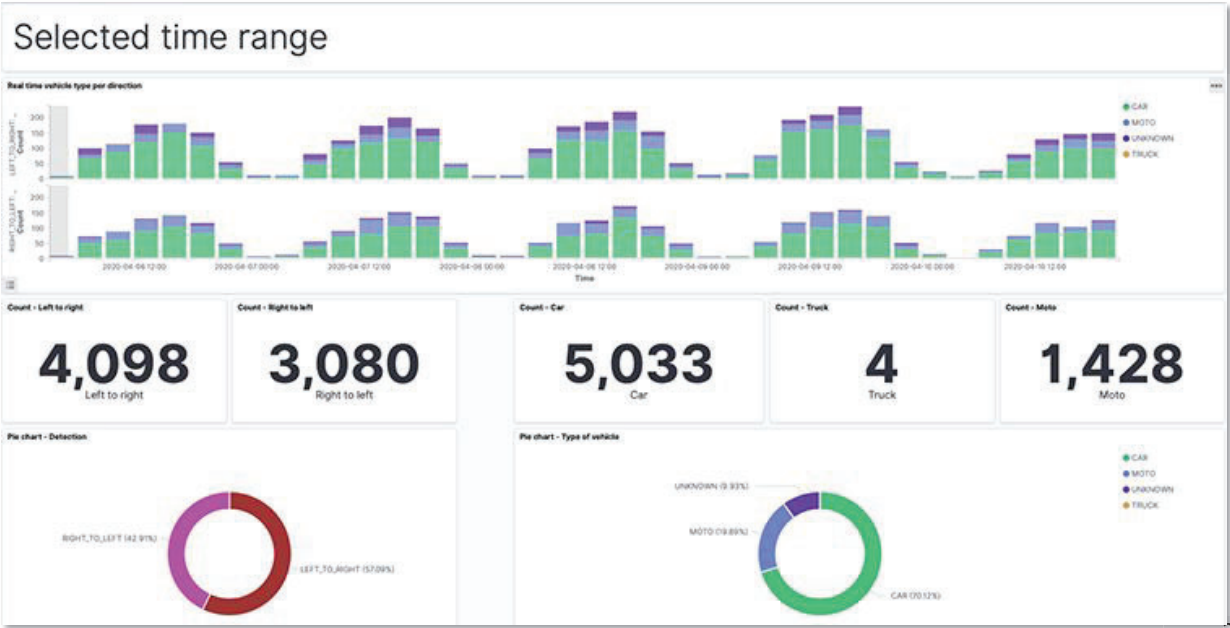 Selected time range
Real time vehicle type per direction
LEFT_TO_RIGHT...
Count
200
150
100
50
0
RIGHT_TO_LEFT...
Count
200
150
100
50
0
2020-04-06 12:00
2020-04-07 00:00
2020-04-07 12:00
2020-04-08 00:00
2020-04-08 12:00
2020-04-09 00:00
2020-04-09 12:00
2020-04-10 00:00
2020-04-10 12:00
Time
CAR
MOTO
UNKNOWN
TRUCK
Count - Left to right
4,098
Left to right
Count - Right to left
3,080
Right to left
Count - Car
5,033
Car
Count - Truck
4
Truck
Count - Moto
1,428
Moto
Pie chart - Detection
RIGHT_TO_LEFT (42.91%)
LEFT_TO_RIGHT (57.09%)
Pie chart - Type of vehicle
UNKNOWN (9.93%)
MOTO (19.89%)
CAR (70.12%)
CAR
MOTO
UNKNOWN
TRUCK